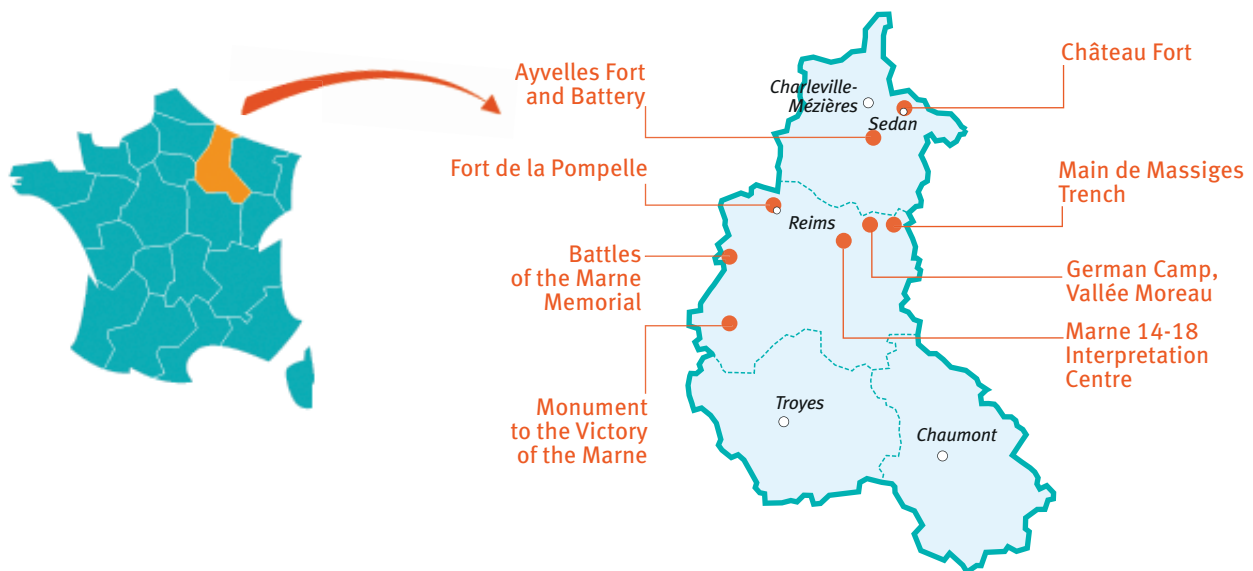 Ayvelles Fort
and Battery
Fort de la Pompelle
Battles
of the Marne
Memorial
Monument
to the Victory
of the Marne
Charleville-
Mézières
Sedan
Reims
Troyes
Chaumont
Château Fort
Main de Massiges
Trench
German Camp,
Vallée Moreau
Marne 14-18
Interpretation
Centre